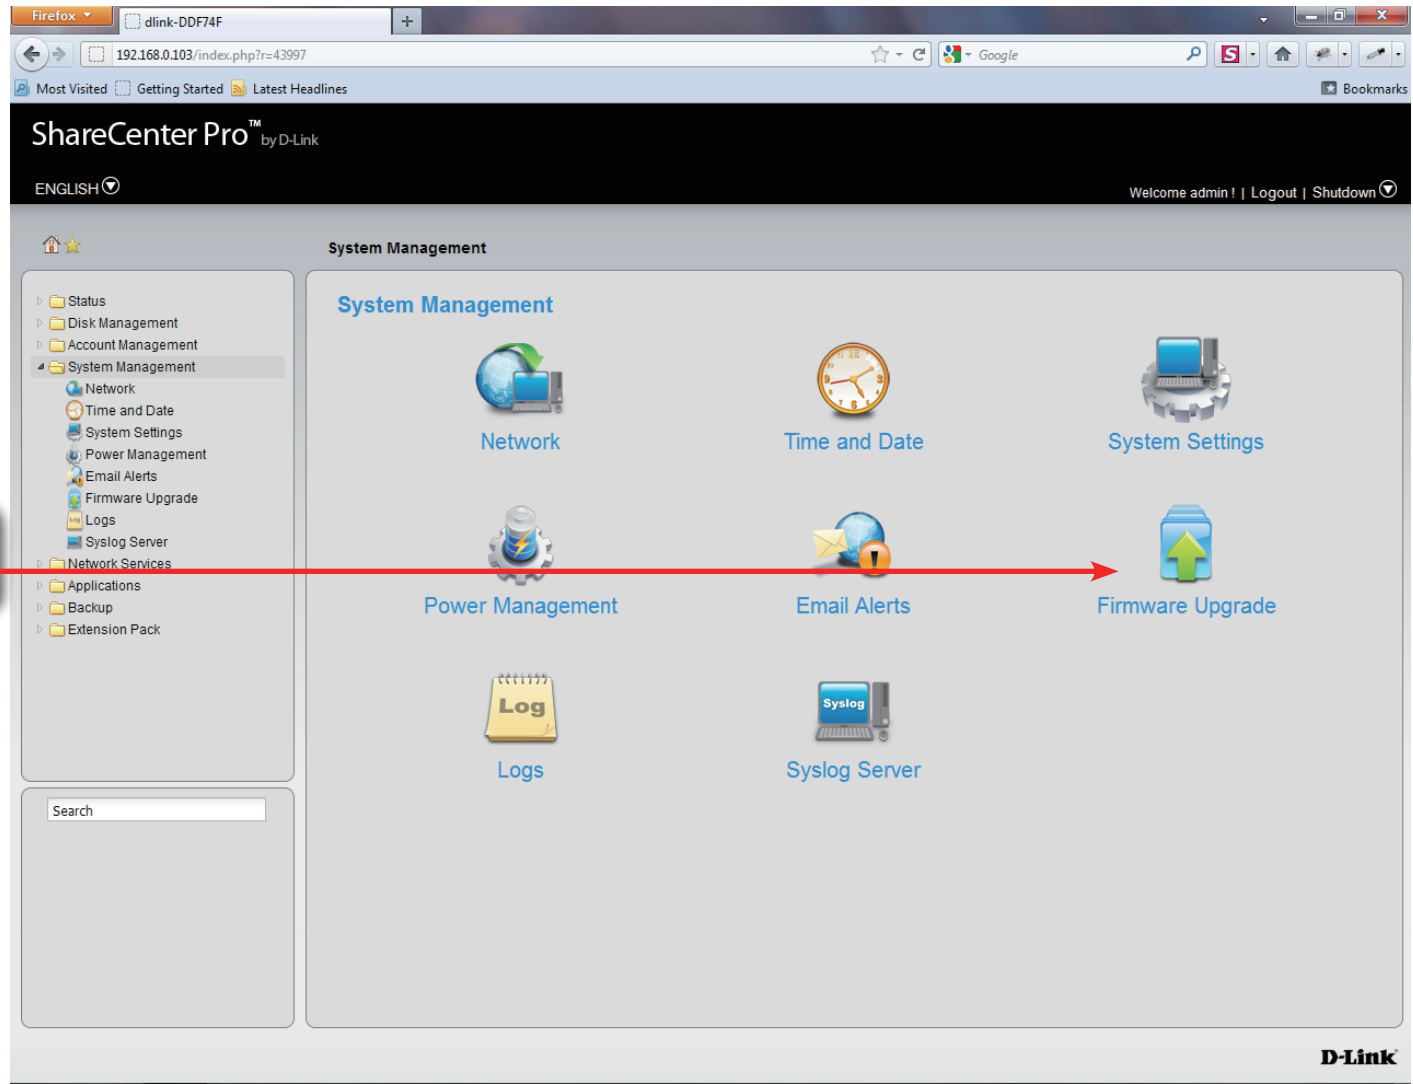 Firefox
dlink-DDF74F
+
192.168.0.103/index.php?r=43997
Google
S
Most Visited Getting Started Latest Headlines
Bookmarks
ShareCenter Pro™ by D-Link
ENGLISH
Welcome admin ! | Logout | Shutdown
System Management
Status
Disk Management
Account Management
System Management
Network
Time and Date
System Settings
Power Management
Email Alerts
Firmware Upgrade
Logs
Syslog Server
Network Services
Applications
Backup
Extension Pack
Search
System Management
Network
Time and Date
System Settings
Power Management
Email Alerts
Firmware Upgrade
Log
Logs
Syslog
Syslog Server
D-Link